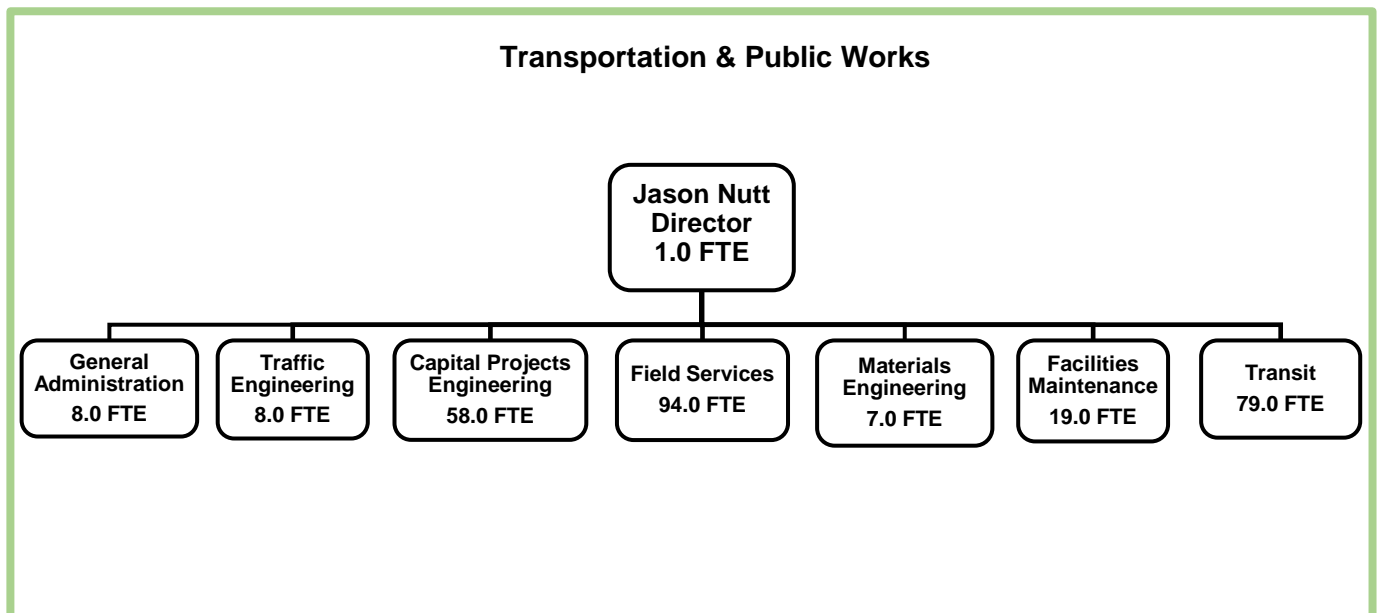 Transportation & Public Works
Jason Nutt
Director
1.0 FTE
General
Administration
8.0 FTE
Traffic
Engineering
8.0 FTE
Capital Projects
Engineering
58.0 FTE
Field Services
94.0 FTE
Materials
Engineering
7.0 FTE
Facilities
Maintenance
19.0 FTE
Transit
79.0 FTE